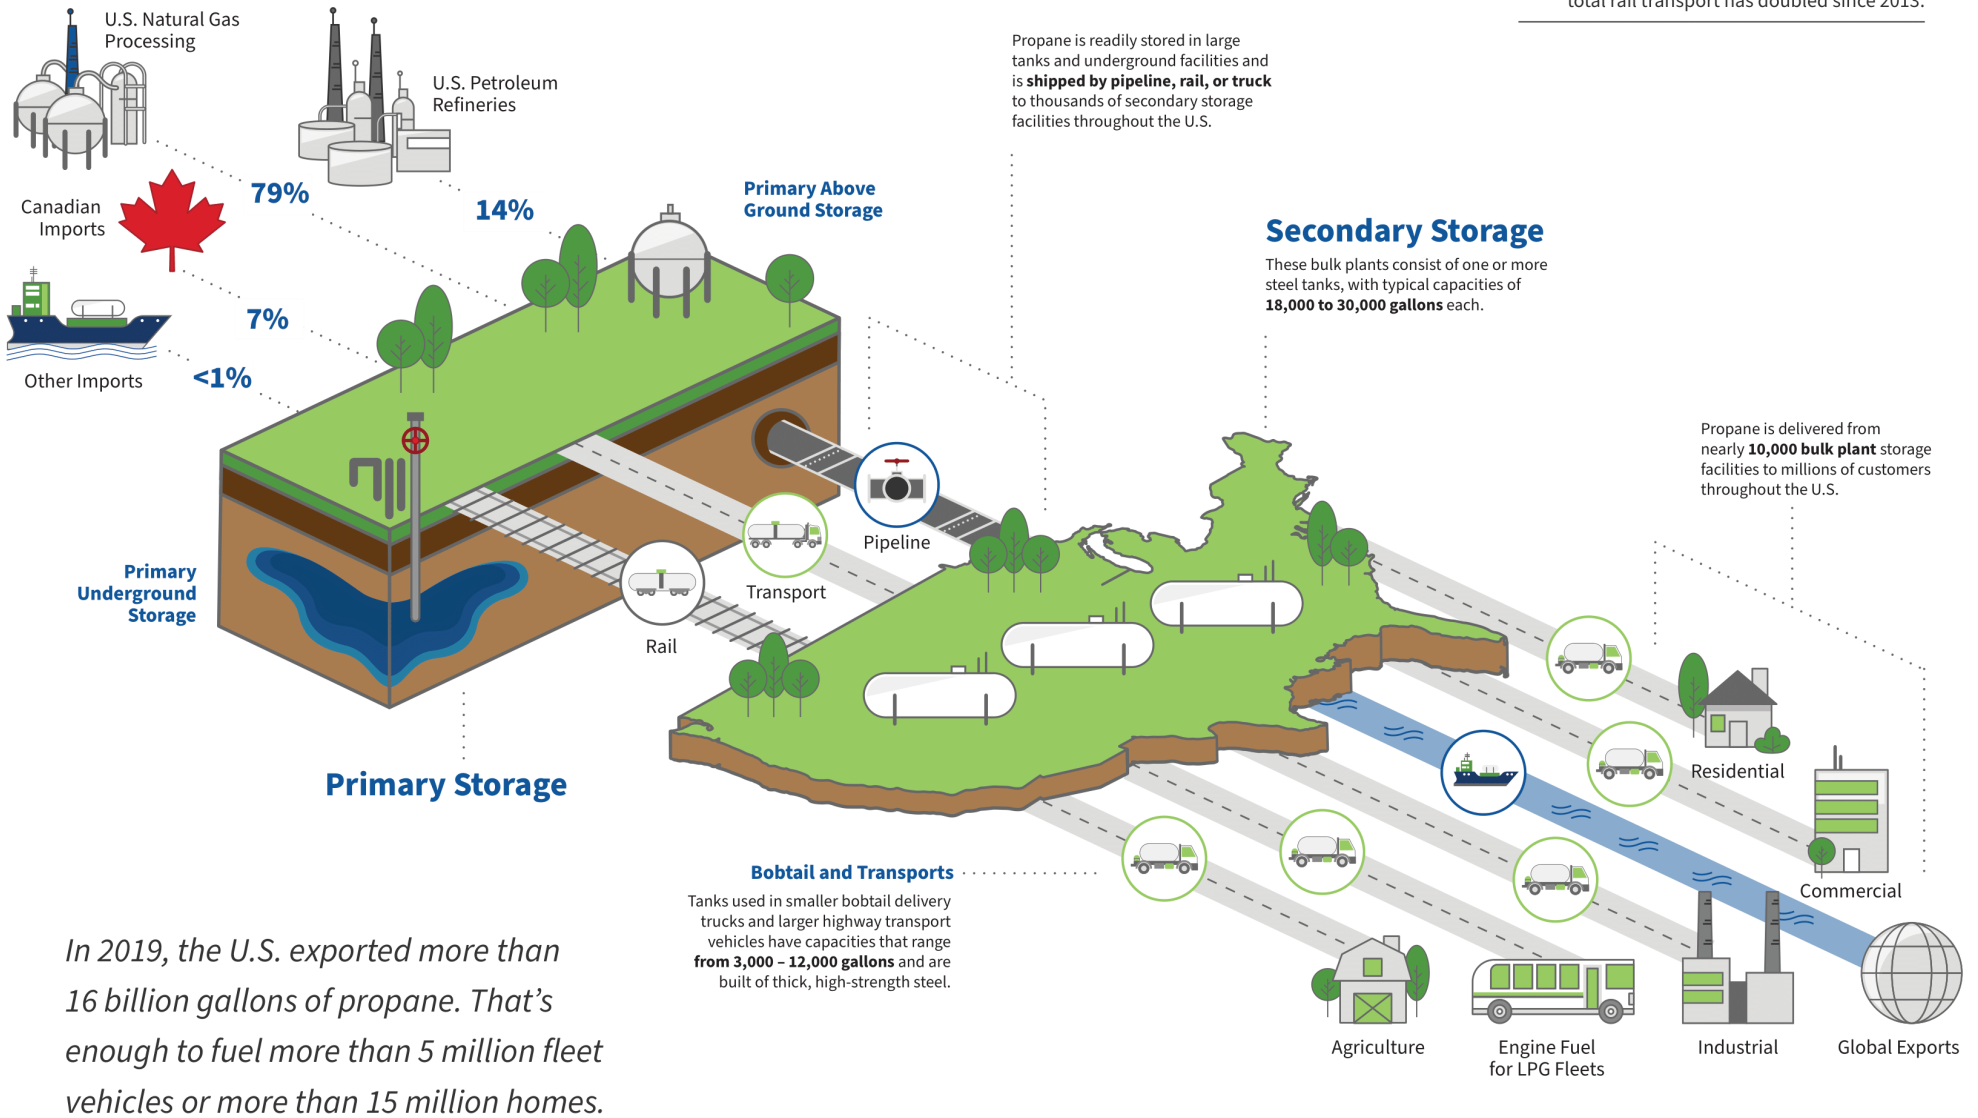 total rail transport has doubled since 2013.
U.S. Natural Gas
Processing
U.S. Petroleum
Refineries
Canadian
Imports
Other Imports
79%
14%
7%
<1%
Primary Above
Ground Storage
Propane is readily stored in large
tanks and underground facilities and
is shipped by pipeline, rail, or truck
to thousands of secondary storage
facilities throughout the U.S.
Secondary Storage
These bulk plants consist of one or more
steel tanks, with typical capacities of
18,000 to 30,000 gallons each.
Propane is delivered from
nearly 10,000 bulk plant storage
facilities to millions of customers
throughout the U.S.
Pipeline
Transport
Rail
Primary
Underground
Storage
Primary Storage
Residential
Commercial
Bobtail and Transports
Tanks used in smaller bobtail delivery
trucks and larger highway transport
vehicles have capacities that range
from 3,000 – 12,000 gallons and are
built of thick, high-strength steel.
In 2019, the U.S. exported more than
16 billion gallons of propane. That’s
enough to fuel more than 5 million fleet
vehicles or more than 15 million homes.
Agriculture
Engine Fuel
for LPG Fleets
Industrial
Global Exports